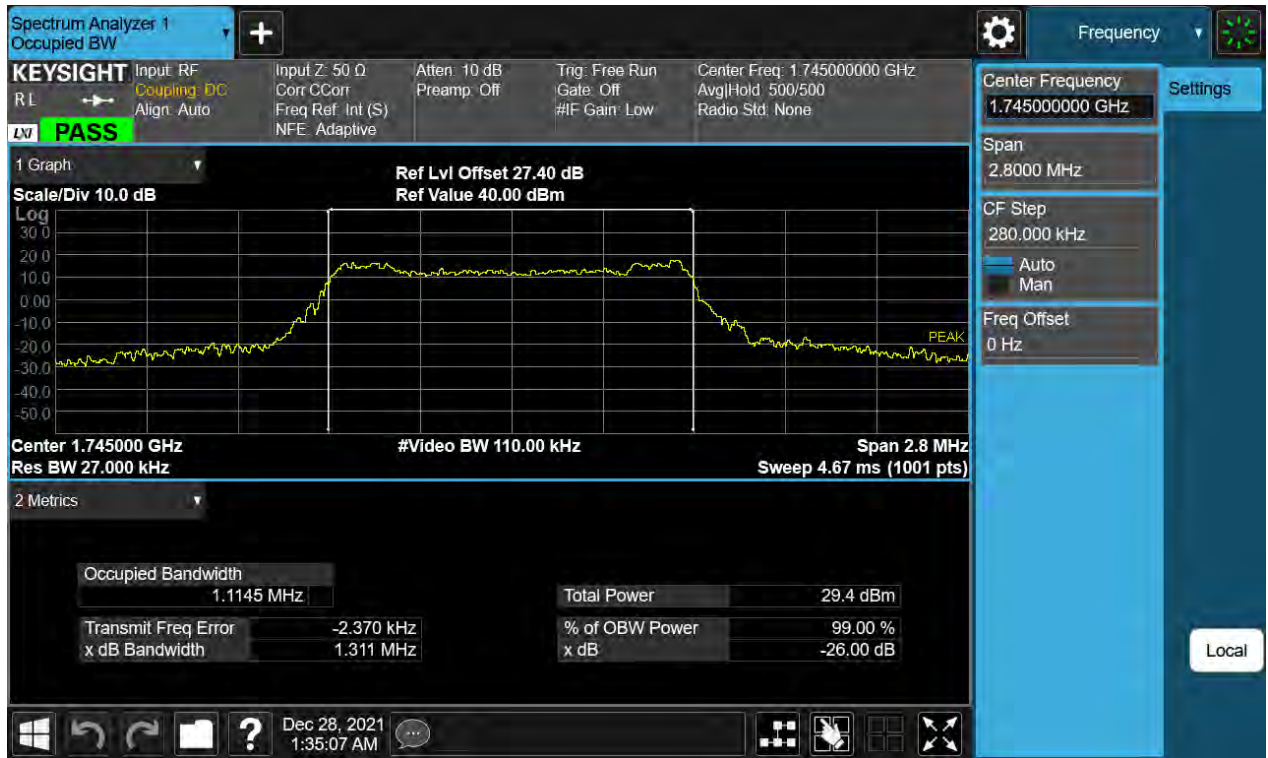 Spectrum Analyzer 1
Occupied BW
+
Frequency
KEYSIGHT
RL
LXI
PASS
Input: RF
Coupling: DC
Align: Auto
Input Z: 50 Ω
Corr CCorr
Freq Ref: Int (S)
NFE: Adaptive
Atten: 10 dB
Preamp: Off
Trig: Free Run
Gate: Off
#IF Gain: Low
Center Freq: 1.745000000 GHz
Avg|Hold: 500/500
Radio Std: None
1 Graph
Scale/Div 10.0 dB
Ref Lvl Offset 27.40 dB
Ref Value 40.00 dBm
Log
30.0
20.0
10.0
0.00
-10.0
-20.0
-30.0
-40.0
-50.0
PEAK
Center 1.745000 GHz
#Video BW 110.00 kHz
Span 2.8 MHz
Res BW 27.000 kHz
Sweep 4.67 ms (1001 pts)
2 Metrics
Occupied Bandwidth
1.1145 MHz
Total Power 29.4 dBm
Transmit Freq Error -2.370 kHz
% of OBW Power 99.00 %
x dB Bandwidth 1.311 MHz
x dB -26.00 dB
Center Frequency
1.745000000 GHz
Settings
Span
2.8000 MHz
CF Step
280.000 kHz
Auto
Man
Freq Offset
0 Hz
Local
?
Dec 28, 2021
1:35:07 AM